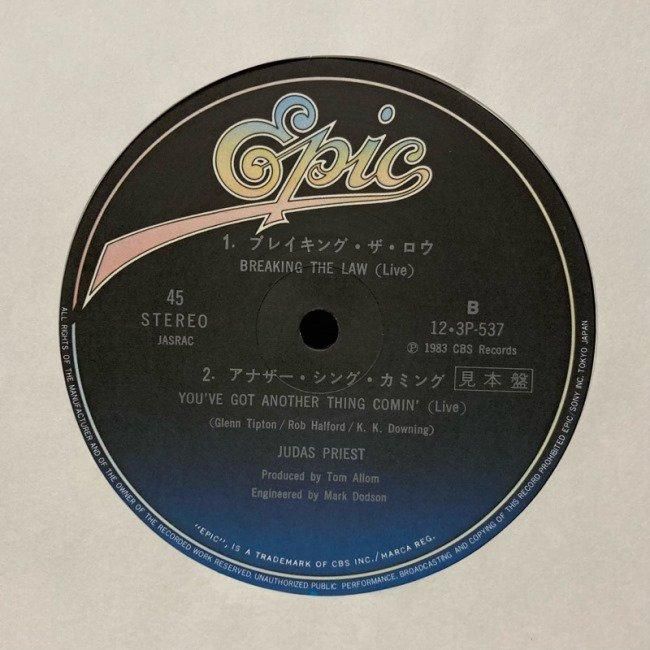 Epic
1. ブレイキング・ザ・ロウ
BREAKING THE LAW (Live)
45
STEREO
JASRAC
B
12・3P-537
Ⓟ 1983 CBS Records
2. アナザー・シング・カミング 見本盤
YOU'VE GOT ANOTHER THING COMIN' (Live)
(Glenn Tipton / Rob Halford / K. K. Downing)
JUDAS PRIEST
Produced by Tom Allom
Engineered by Mark Dodson
"EPIC", IS A TRADEMARK OF CBS INC./MARCA REG.
ALL RIGHTS OF THE MANUFACTURER AND OF THE OWNER OF THE RECORDED WORK RESERVED. UNAUTHORIZED PUBLIC PERFORMANCE, BROADCASTING AND COPYING OF THIS RECORD PROHIBITED EPIC/SONY INC. TOKYO JAPAN